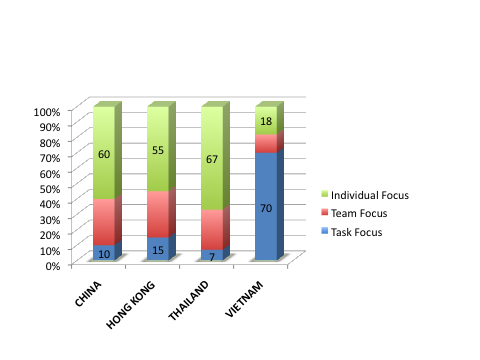 100%
90%
80%
70%
60%
50%
40%
30%
20%
10%
0%
60
55
67
18
70
10
15
7
CHINA
HONG KONG
THAILAND
VIETNAM
Individual Focus
Team Focus
Task Focus